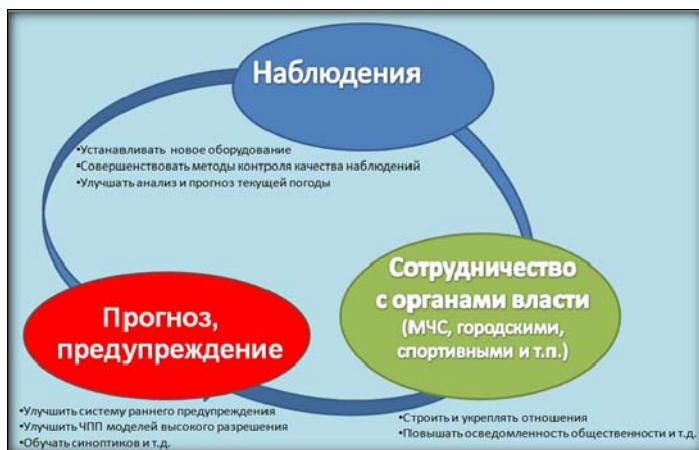 Наблюдения
•Устанавливать новое оборудование
•Совершенствовать методы контроля качества наблюдений
•Улучшать анализ и прогноз текущей погоды
Сотрудничество
с органами власти
(МЧС, городскими,
спортивными и т.п.)
Прогноз,
предупреждение
•Улучшить систему раннего предупреждения
•Улучшить ЧПП моделей высокого разрешения
•Обучать синоптиков и т.д.
•Строить и укреплять отношения
•Повышать осведомленность общественности и т.д.